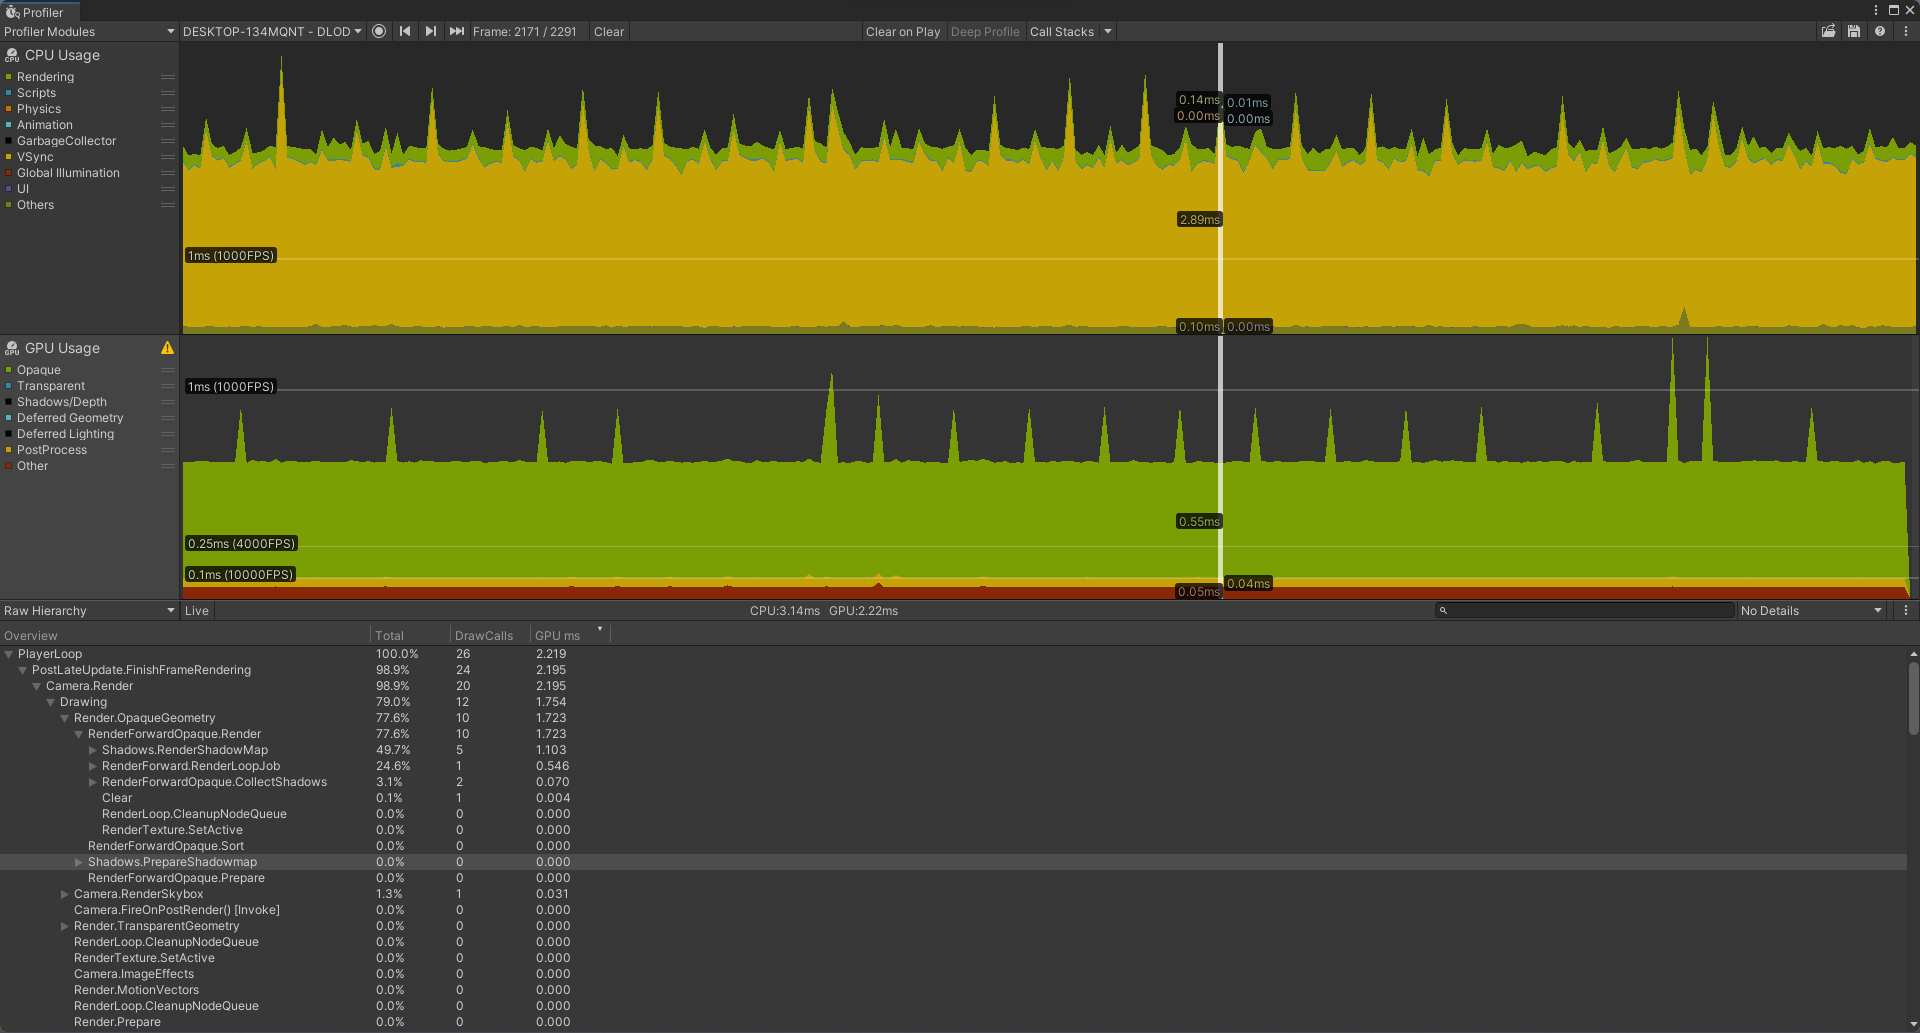 Profiler
Profiler Modules DESKTOP-134MQNT - DLOD Frame: 2171 / 2291 Clear Clear on Play Deep Profile Call Stacks
CPU Usage
CPU
Rendering
Scripts
Physics
Animation
GarbageCollector
VSync
Global Illumination
UI
Others
0.14ms 0.01ms
0.00ms 0.00ms
2.89ms
1ms (1000FPS)
0.10ms 0.00ms
GPU Usage
GPU
Opaque
Transparent
Shadows/Depth
Deferred Geometry
Deferred Lighting
PostProcess
Other
1ms (1000FPS)
0.55ms
0.25ms (4000FPS)
0.1ms (10000FPS)
0.05ms 0.04ms
Raw Hierarchy Live CPU:3.14ms GPU:2.22ms No Details
Overview Total DrawCalls GPU ms
PlayerLoop 100.0% 26 2.219
PostLateUpdate.FinishFrameRendering 98.9% 24 2.195
Camera.Render 98.9% 20 2.195
Drawing 79.0% 12 1.754
Render.OpaqueGeometry 77.6% 10 1.723
RenderForwardOpaque.Render 77.6% 10 1.723
Shadows.RenderShadowMap 49.7% 5 1.103
RenderForward.RenderLoopJob 24.6% 1 0.546
RenderForwardOpaque.CollectShadows 3.1% 2 0.070
Clear 0.1% 1 0.004
RenderLoop.CleanupNodeQueue 0.0% 0 0.000
RenderTexture.SetActive 0.0% 0 0.000
RenderForwardOpaque.Sort 0.0% 0 0.000
Shadows.PrepareShadowmap 0.0% 0 0.000
RenderForwardOpaque.Prepare 0.0% 0 0.000
Camera.RenderSkybox 1.3% 1 0.031
Camera.FireOnPostRender() [Invoke] 0.0% 0 0.000
Render.TransparentGeometry 0.0% 0 0.000
RenderLoop.CleanupNodeQueue 0.0% 0 0.000
RenderTexture.SetActive 0.0% 0 0.000
Camera.ImageEffects 0.0% 0 0.000
Render.MotionVectors 0.0% 0 0.000
RenderLoop.CleanupNodeQueue 0.0% 0 0.000
Render.Prepare 0.0% 0 0.000